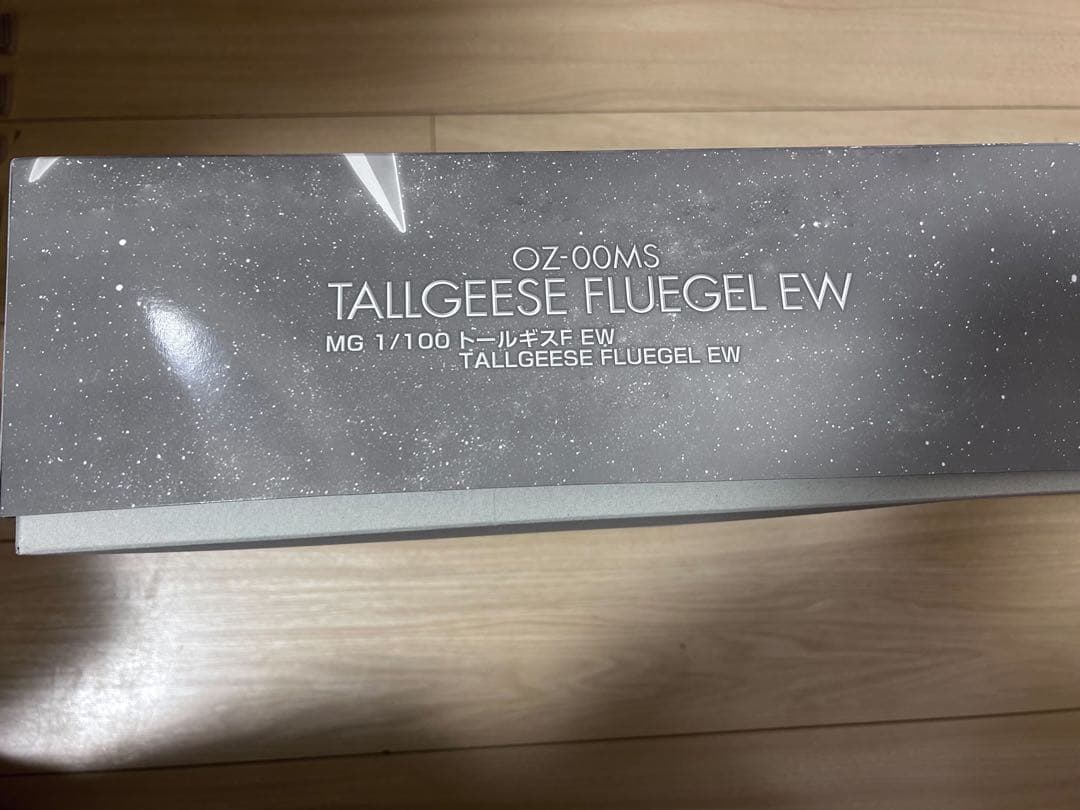 OZ-00MS
TALLGEESE FLUEGEL EW
MG 1/100 トールギスF EW
TALLGEESE FLUEGEL EW